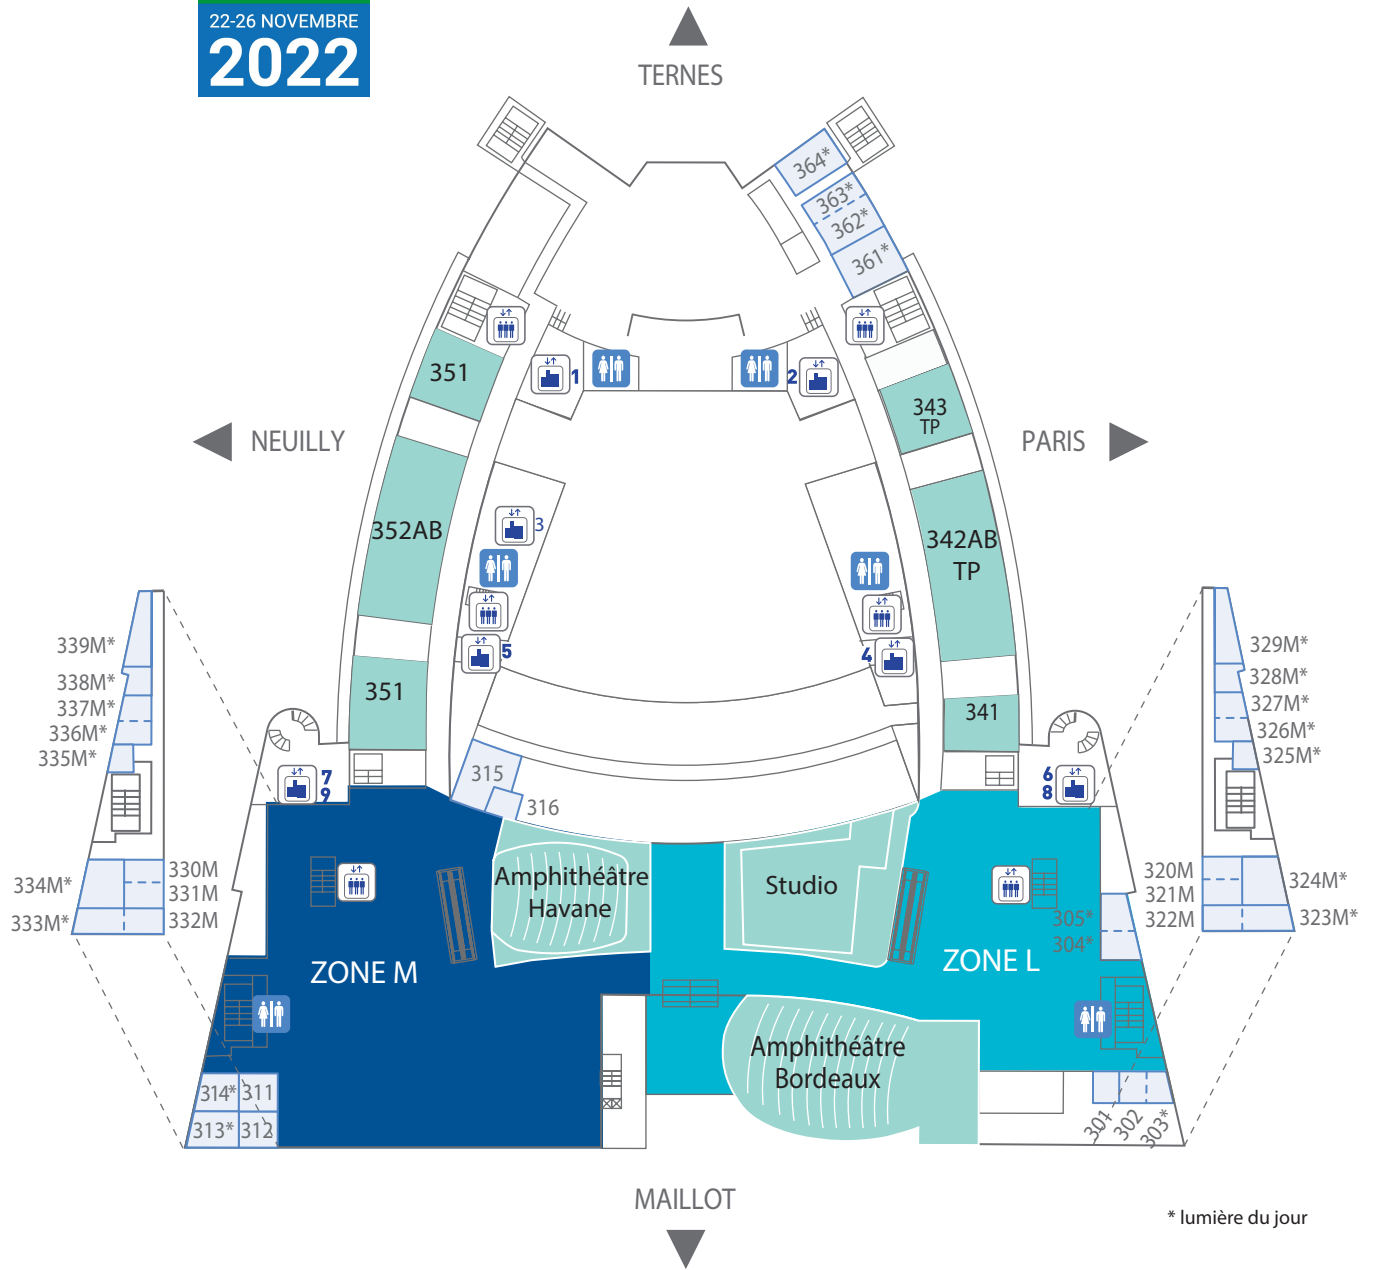 22-26 NOVEMBRE
2022
TERNES
364*
363*
362*
361*
351
1
2
343
TP
NEUILLY
PARIS
352AB
3
342AB
TP
339M*
338M*
337M*
336M*
335M*
5
4
329M*
328M*
327M*
326M*
325M*
351
341
7
9
6
8
315
316
330M
331M
332M
334M*
333M*
Amphithéâtre
Havane
Studio
320M
321M
322M
324M*
323M*
305*
304*
ZONE M
ZONE L
Amphithéâtre
Bordeaux
314*
311
313*
312
301
302
303*
MAILLOT
* lumière du jour